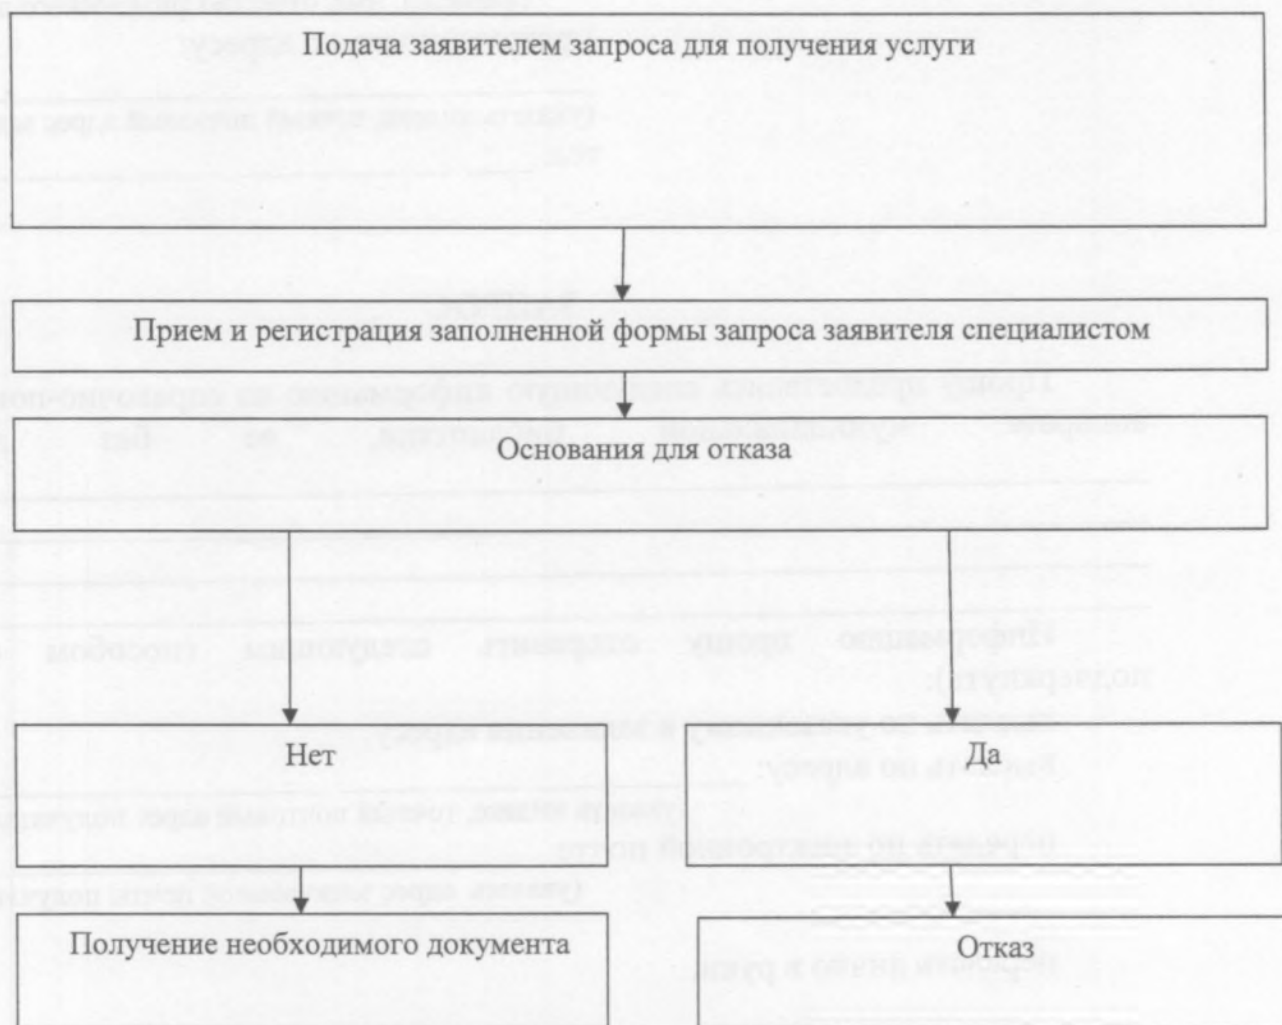 Подача заявителем запроса для получения услуги
Прием и регистрация заполненной формы запроса заявителя специалистом
Основания для отказа
Нет
Да
Получение необходимого документа
Отказ